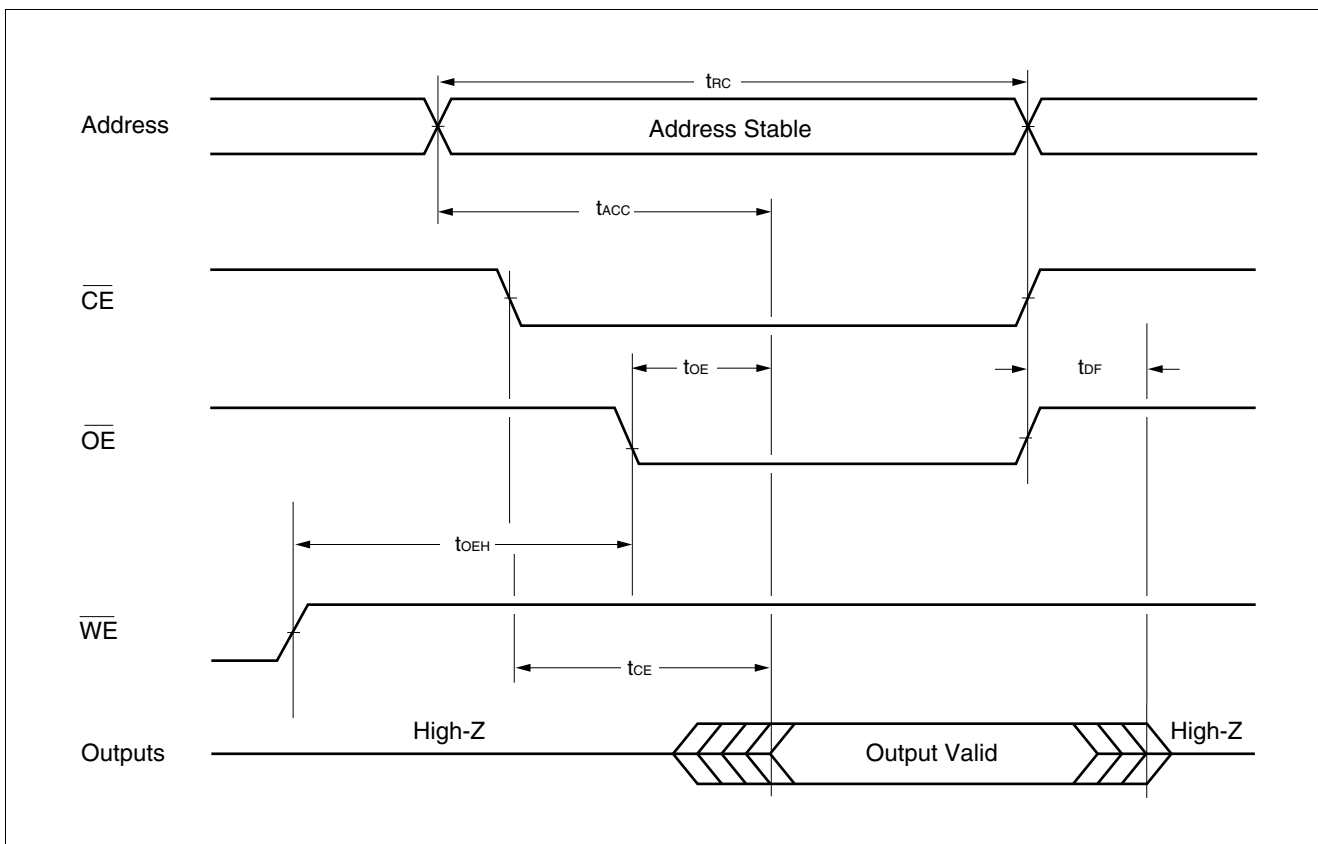 tRC
Address
Address Stable
tACC
CE
tOE
tDF
OE
tOEH
WE
tCE
High-Z
High-Z
Outputs
Output Valid